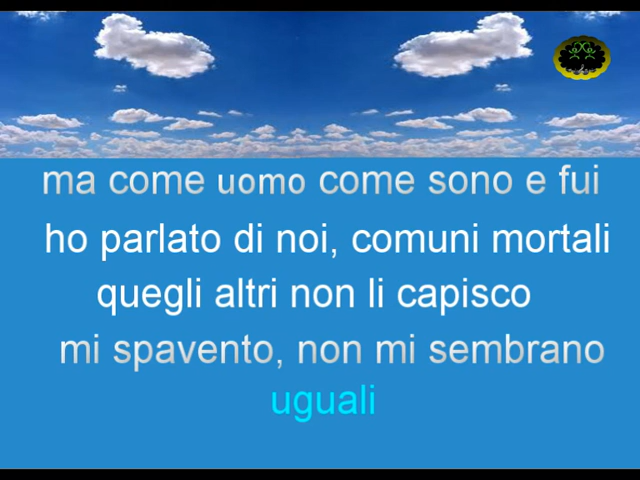 ma come uomo come sono e fui
ho parlato di noi, comuni mortali
quegli altri non li capisco
mi spavento, non mi sembrano
uguali